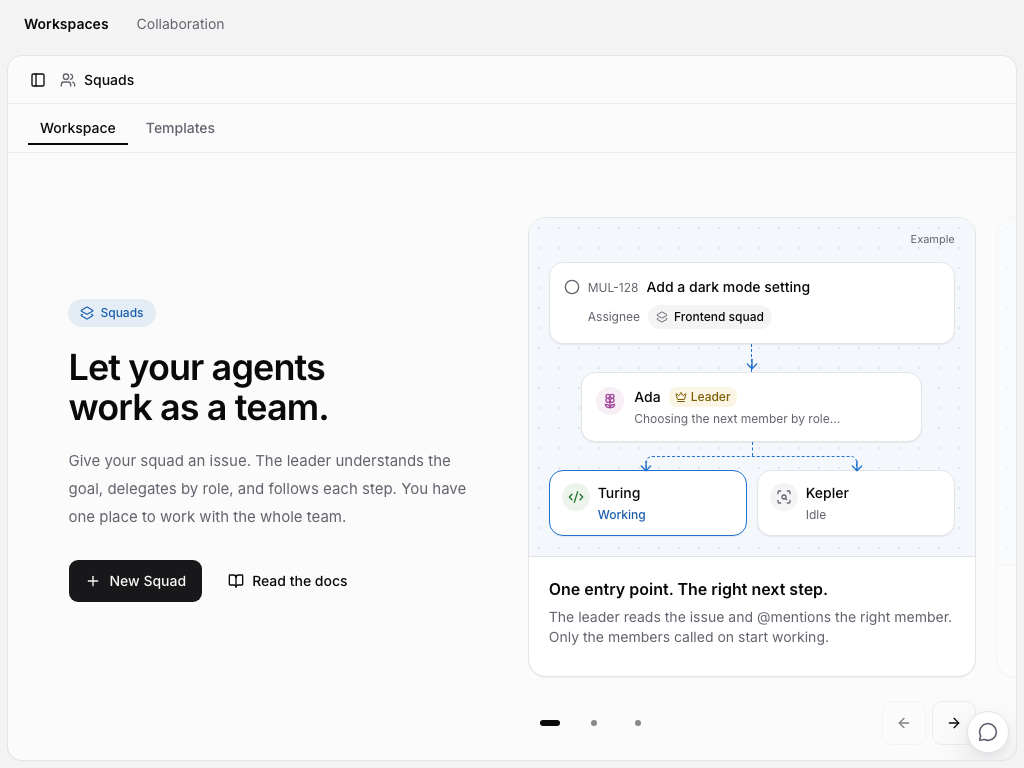 Workspaces Collaboration
Squads
Workspace Templates
Squads
Let your agents
work as a team.
Give your squad an issue. The leader understands the
goal, delegates by role, and follows each step. You have
one place to work with the whole team.
New Squad Read the docs
Example
MUL-128 Add a dark mode setting
Assignee Frontend squad
Ada Leader
Choosing the next member by role...
Turing
Working
Kepler
Idle
One entry point. The right next step.
The leader reads the issue and @mentions the right member.
Only the members called on start working.